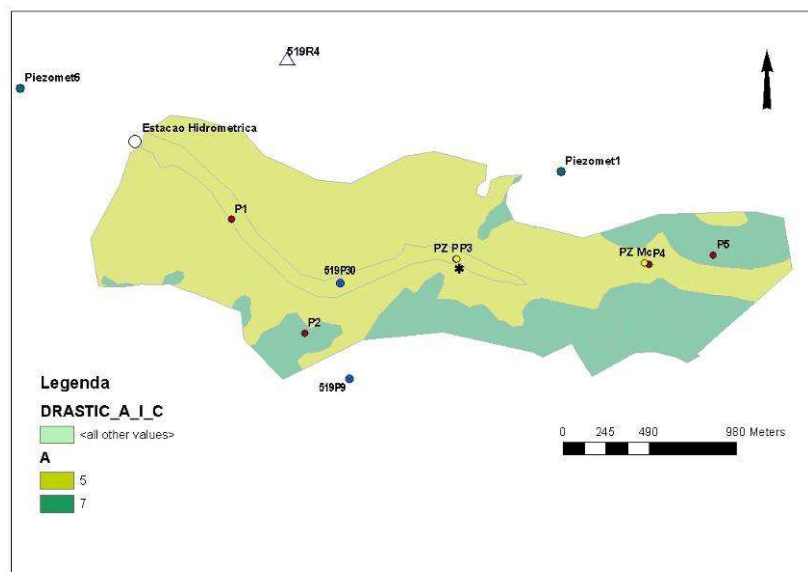 519R4
Piezomet6
Estacao Hidrometrica
Piezomet1
P1
PZ PP3
PZ McP4
P5
519P30
P2
519P9
Legenda
DRASTIC_A_I_C
<all other values>
A
5
7
0 245 490 980 Meters